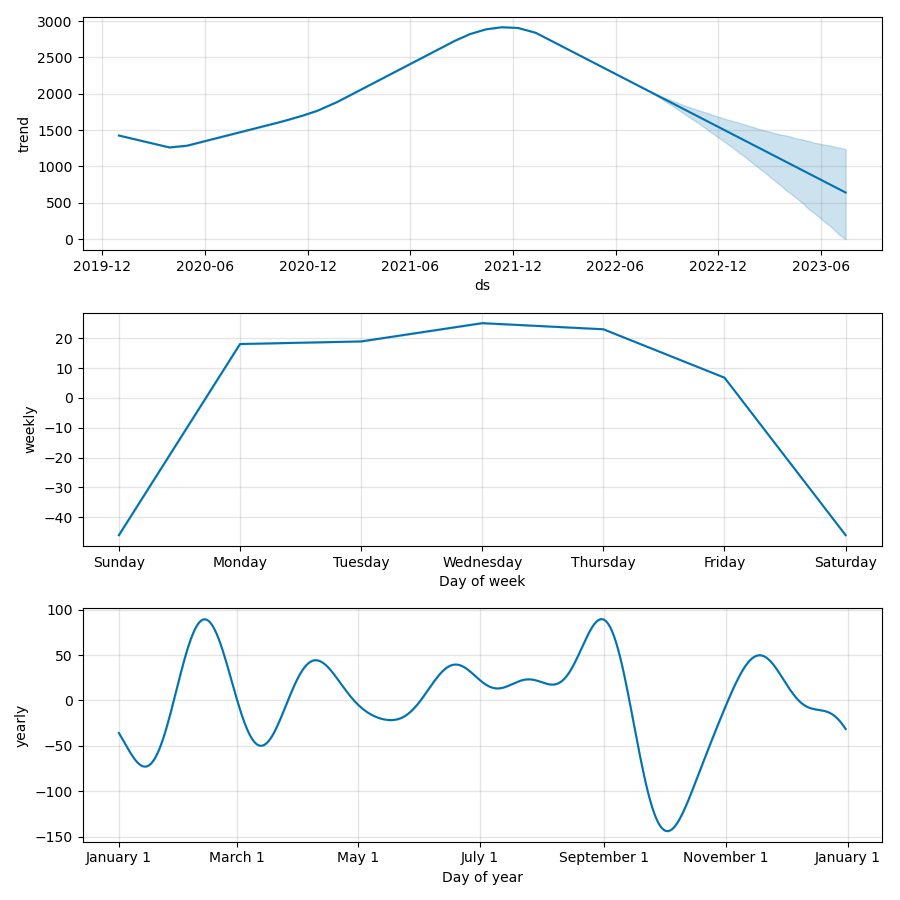 3000
2500
2000
1500
1000
500
0
trend
2019-12 2020-06 2020-12 2021-06 2021-12 2022-06 2022-12 2023-06
ds
20
10
0
−10
−20
−30
−40
weekly
Sunday Monday Tuesday Wednesday Thursday Friday Saturday
Day of week
100
50
0
−50
−100
−150
yearly
January 1 March 1 May 1 July 1 September 1 November 1 January 1
Day of year